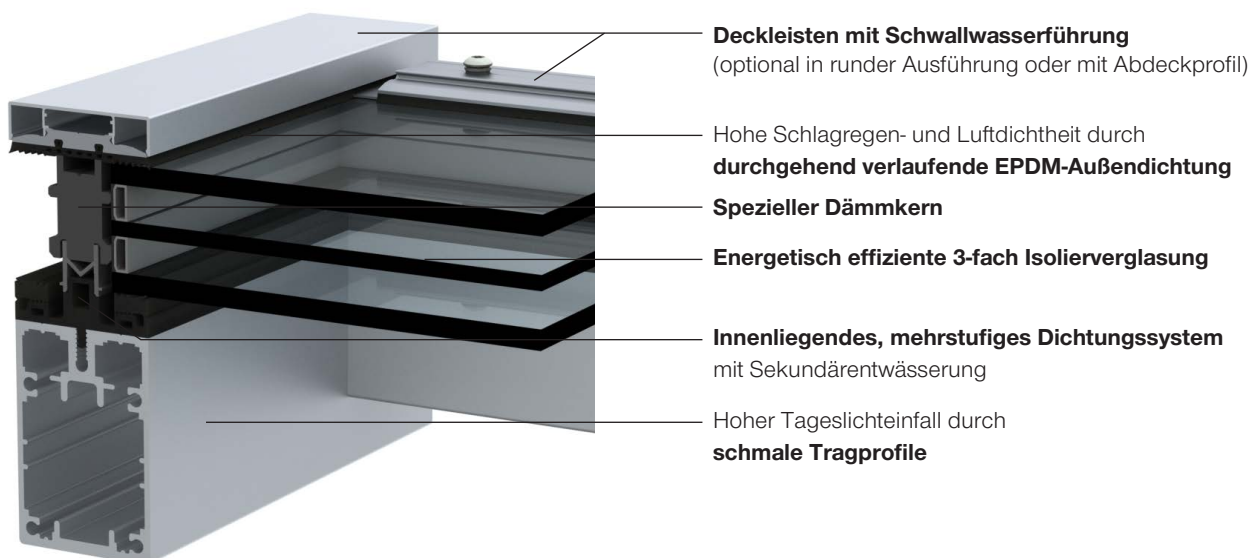 Deckleisten mit Schwallwasserführung
(optional in runder Ausführung oder mit Abdeckprofil)
Hohe Schlagregen- und Luftdichtheit durch
durchgehend verlaufende EPDM-Außendichtung
Spezieller Dämmkern
Energetisch effiziente 3-fach Isolierverglasung
Innenliegendes, mehrstufiges Dichtungssystem
mit Sekundärentwässerung
Hoher Tageslichteinfall durch
schmale Tragprofile